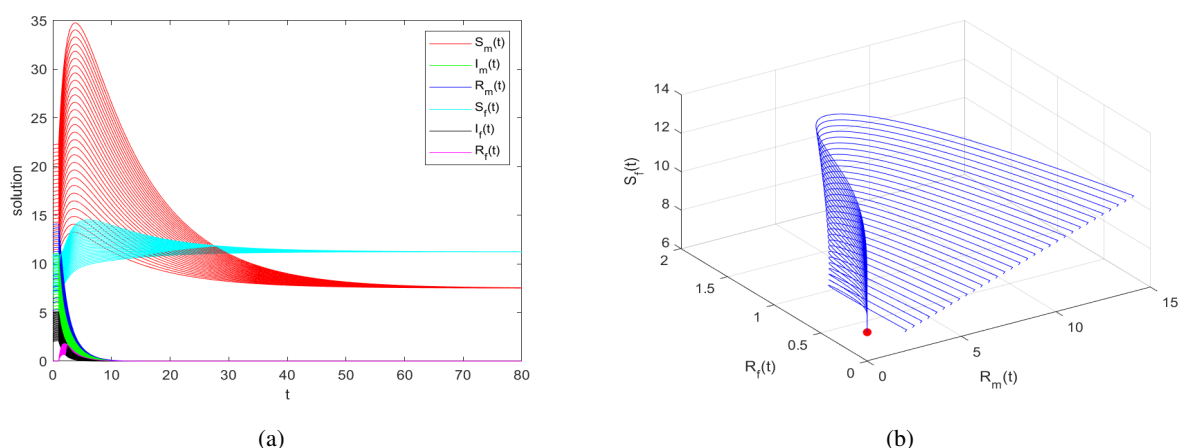 35
30
25
20
15
10
5
0
solution
0 10 20 30 40 50 60 70 80
t
S_m(t)
I_m(t)
R_m(t)
S_f(t)
I_f(t)
R_f(t)
(a)
14
12
10
8
6
S_f(t)
2
1.5
1
0.5
0
R_f(t)
0
5
10
15
R_m(t)
(b)